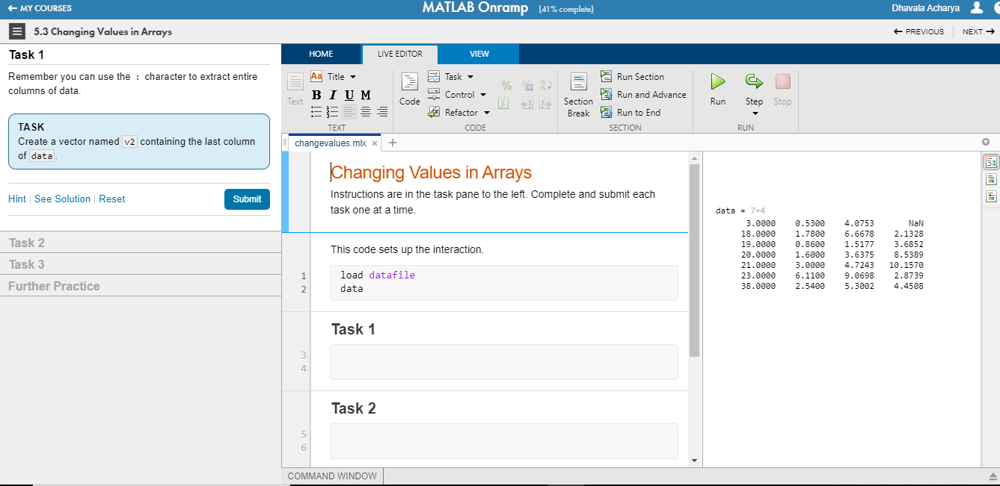 ← MY COURSES
MATLAB Onramp (41% complete)
Dhavala Acharya
5.3 Changing Values in Arrays
← PREVIOUS
NEXT →
Task 1
Remember you can use the : character to extract entire
columns of data.
TASK
Create a vector named v2 containing the last column
of data.
Hint
See Solution
Reset
Submit
Task 2
Task 3
Further Practice
HOME
LIVE EDITOR
VIEW
Text
Aa Title
B I U M
TEXT
Code
Task
Control
Refactor
CODE
Section
Break
Run Section
Run and Advance
Run to End
SECTION
Run
Step
Stop
RUN
changevalues.mlx × +
Changing Values in Arrays
Instructions are in the task pane to the left. Complete and submit each
task one at a time.
This code sets up the interaction.
1 load datafile
2 data
Task 1
3
4
Task 2
5
6
data = 7×4
3.0000 0.5300 4.0753 NaN
18.0000 1.7800 6.6678 2.1328
19.0000 0.8600 1.5177 3.6852
20.0000 1.6000 3.6375 8.5389
21.0000 3.0000 4.7243 10.1570
23.0000 6.1100 9.0698 2.8739
38.0000 2.5400 5.3002 4.4508
COMMAND WINDOW